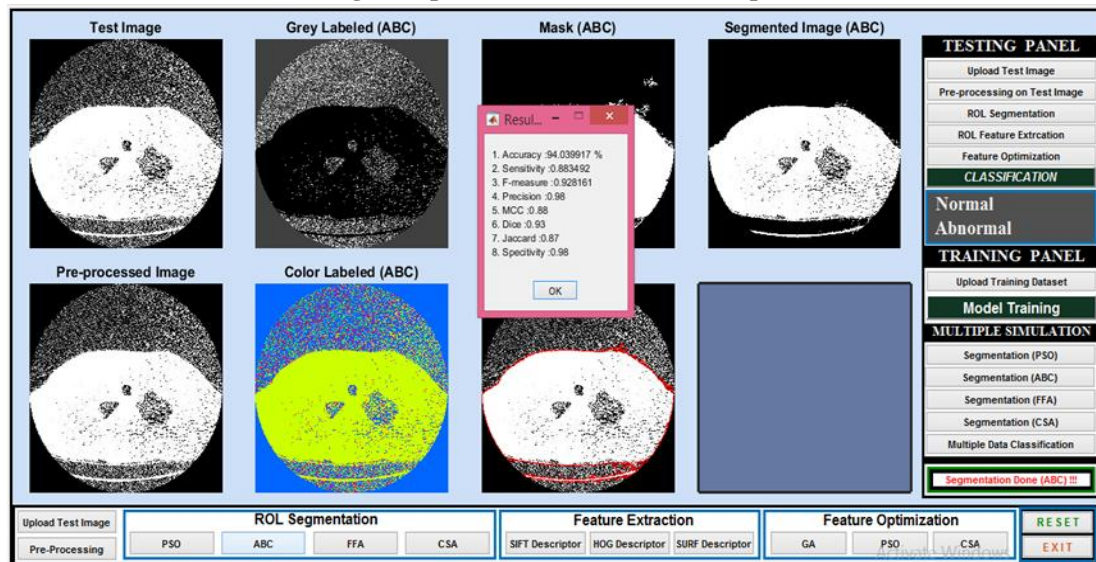 Test Image
Grey Labeled (ABC)
Mask (ABC)
Segmented Image (ABC)
Resul...
1. Accuracy :94.039917 %
2. Sensitivity :0.883492
3. F-measure :0.928161
4. Precision :0.98
5. MCC :0.88
6. Dice :0.93
7. Jaccard :0.87
8. Specitivity :0.98
OK
Pre-processed Image
Color Labeled (ABC)
TESTING PANEL
Upload Test Image
Pre-processing on Test Image
ROL Segmentation
ROL Feature Extrcation
Feature Optimization
CLASSIFICATION
Normal
Abnormal
TRAINING PANEL
Upload Training Dataset
Model Training
MULTIPLE SIMULATION
Segmentation (PSO)
Segmentation (ABC)
Segmentation (FFA)
Segmentation (CSA)
Multiple Data Classification
Segmentation Done (ABC) !!!
Upload Test Image
Pre-Processing
ROL Segmentation
PSO
ABC
FFA
CSA
Feature Extraction
SIFT Descriptor
HOG Descriptor
SURF Descriptor
Feature Optimization
GA
PSO
CSA
Activate Windows
RESET
EXIT